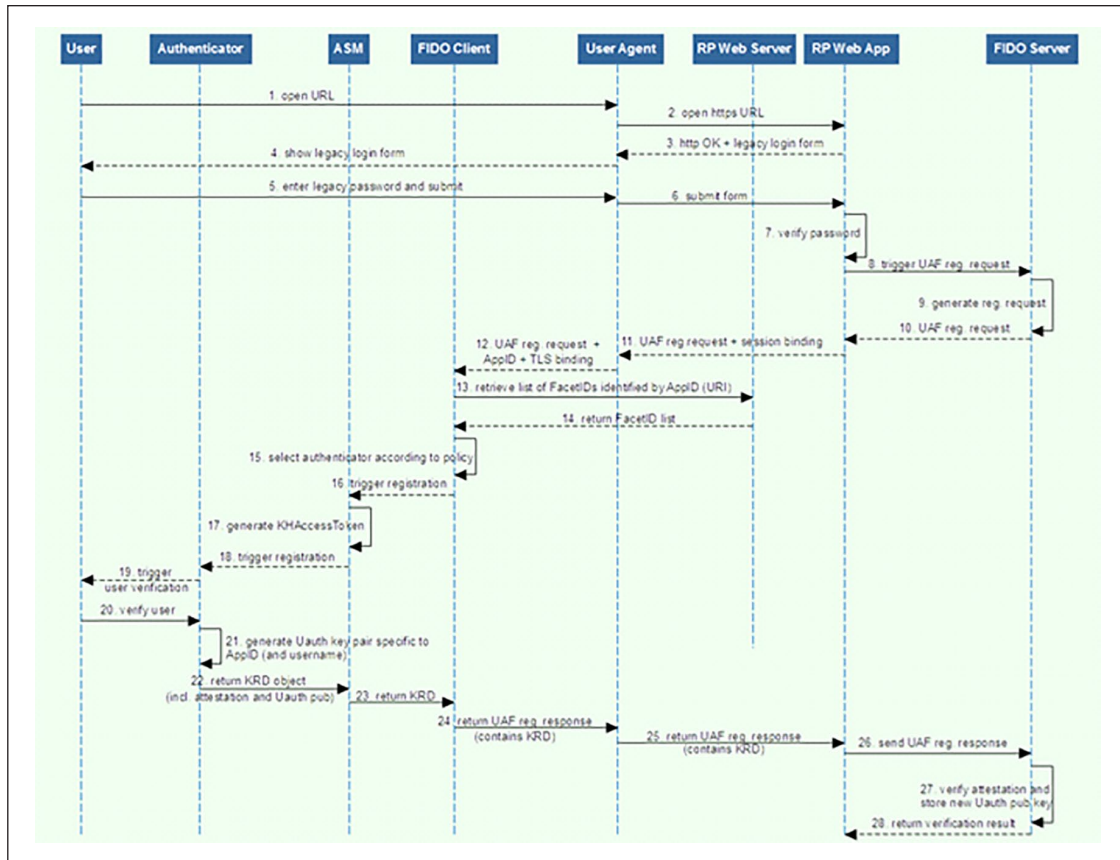 User
Authenticator
ASM
FIDO Client
User Agent
RP Web Server
RP Web App
FIDO Server
1. open URL
2. open https URL
3. http OK + legacy login form
4. show legacy login form
5. enter legacy password and submit
6. submit form
7. verify password
8. trigger UAF reg. request
9. generate reg. request
10. UAF reg. request
11. UAF reg.request + session binding
12. UAF reg. request +
AppID + TLS binding
13. retrieve list of FacetIDs identified by AppID (URI)
14. return FacetID list
15. select authenticator according to policy
16. trigger registration
17. generate KHAccessToken
18. trigger registration
19. trigger
user verification
20. verify user
21. generate Uauth key pair specific to
AppID (and username)
22. return KRD object
(incl. attestation and Uauth pub)
23. return KRD
24. return UAF reg. response
(contains KRD)
25. return UAF reg. response
(contains KRD)
26. send UAF reg. response
27. verify attestation and
store new Uauth pub key
28. return verification result